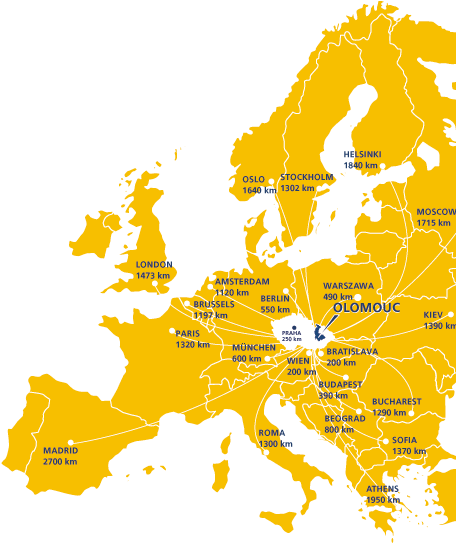 HELSINKI
1840 km
OSLO
1640 km
STOCKHOLM
1302 km
MOSCOW
1715 km
LONDON
1473 km
AMSTERDAM
1120 km
BRUSSELS
1197 km
BERLIN
550 km
WARSZAWA
490 km
OLOMOUC
KIEV
1390 km
PARIS
1320 km
PRAHA
250 km
MÜNCHEN
600 km
WIEN
200 km
BRATISLAVA
200 km
BUDAPEST
390 km
BUCHAREST
1290 km
BEOGRAD
800 km
ROMA
1300 km
SOFIA
1370 km
MADRID
2700 km
ATHENS
1950 km